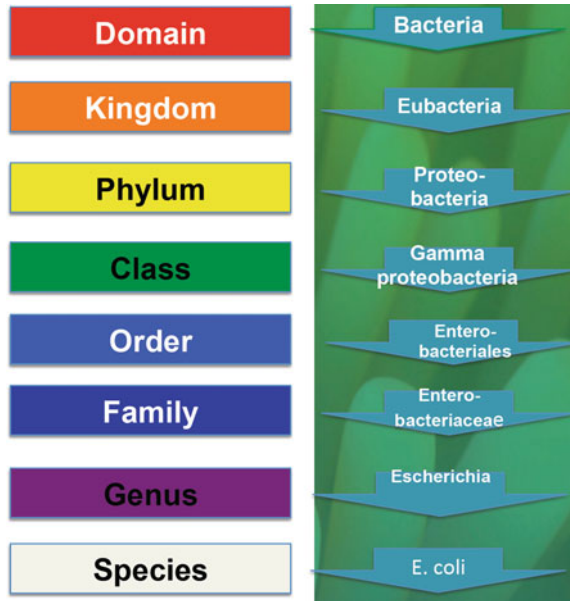 Domain
Bacteria
Kingdom
Eubacteria
Phylum
Proteo-
bacteria
Class
Gamma
proteobacteria
Order
Entero-
bacteriales
Family
Entero-
bacteriaceae
Genus
Escherichia
Species
E. coli